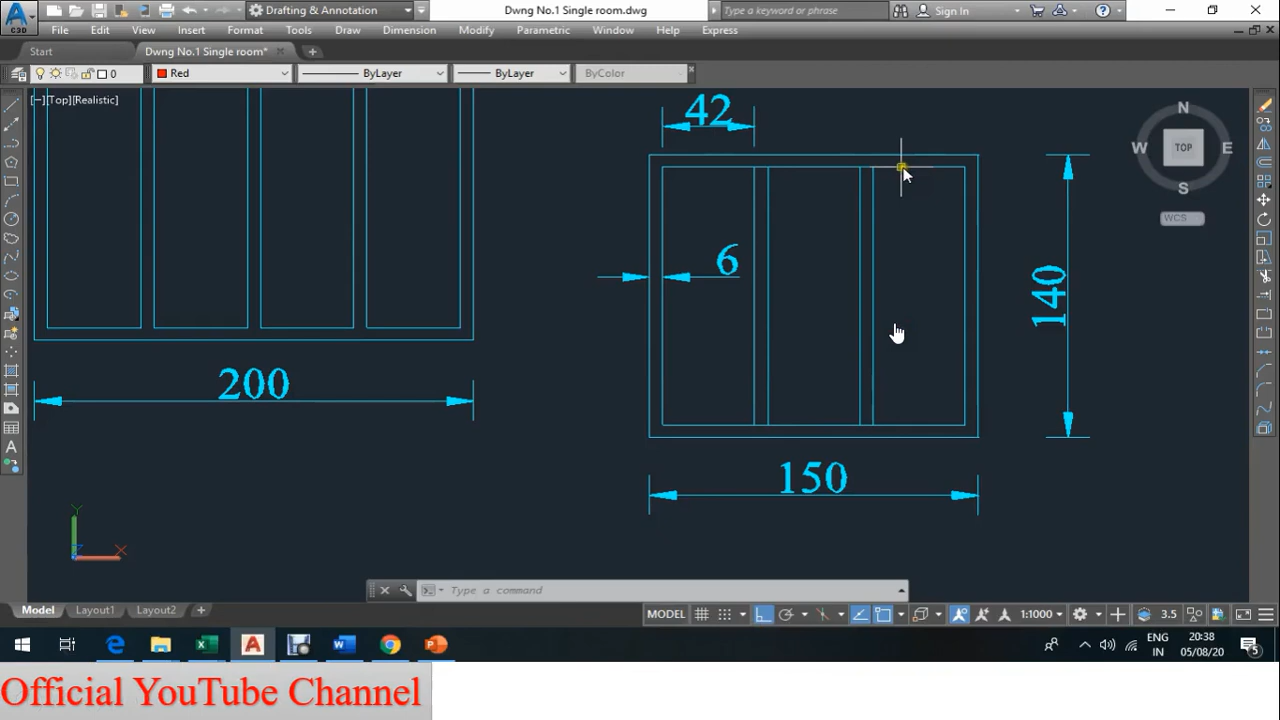 A
C3D
Drafting & Annotation
Dwng No.1 Single room.dwg
Type a keyword or phrase
Sign In
File Edit View Insert Format Tools Draw Dimension Modify Parametric Window Help Express
Start
Dwng No.1 Single room*
0
Red
ByLayer
ByLayer
ByColor
[−][Top][Realistic]
N
W
TOP
E
S
WCS
42
6
140
200
150
A
Y
X
Z
Type a command
Model
Layout1
Layout2
MODEL
1:1000
3.5
A
W
ENG
IN
20:38
05/08/20
5
Official YouTube Channel